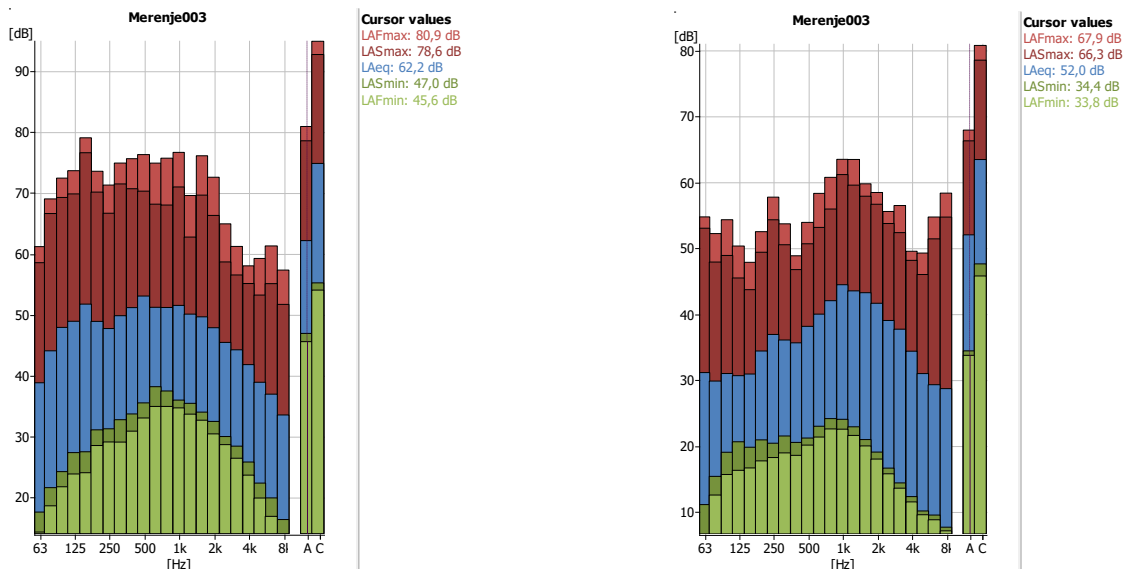 Merenje003
[dB]
90
80
70
60
50
40
30
20
63 125 250 500 1k 2k 4k 8l A C
[Hz]
Cursor values
LAFmax: 80,9 dB
LASmax: 78,6 dB
LAeq: 62,2 dB
LASmin: 47,0 dB
LAFmin: 45,6 dB
Merenje003
[dB]
80
70
60
50
40
30
20
10
63 125 250 500 1k 2k 4k 8l A C
[Hz]
Cursor values
LAFmax: 67,9 dB
LASmax: 66,3 dB
LAeq: 52,0 dB
LASmin: 34,4 dB
LAFmin: 33,8 dB